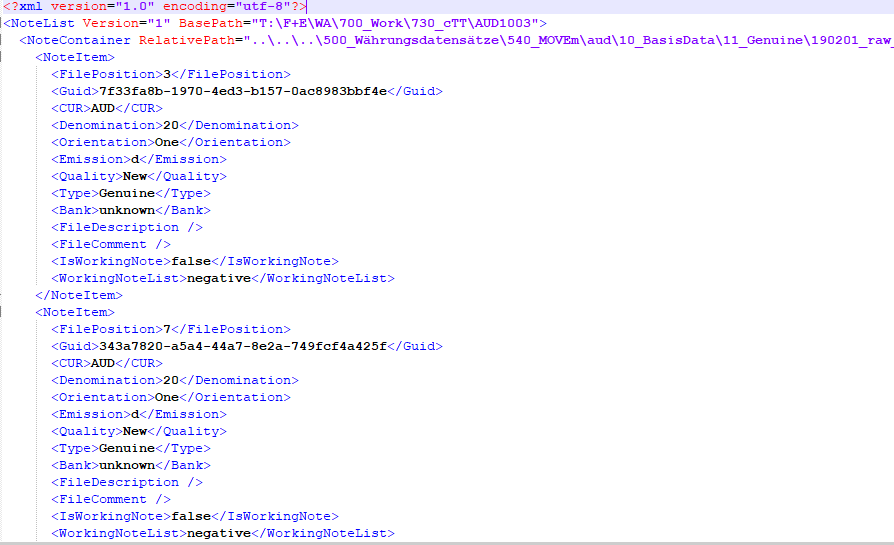 <?xml version="1.0" encoding="utf-8"?>
<NoteList Version="1" BasePath="T:\F+E\WA\700_Work\730_cTT\AUD1003">
<NoteContainer RelativePath="..\..\..\500_Währungsdatensätze\540_MOVEm\aud\10_BasisData\11_Genuine\190201_raw_
<NoteItem>
<FilePosition>3</FilePosition>
<Guid>7f33fa8b-1970-4ed3-b157-0ac8983bbf4e</Guid>
<CUR>AUD</CUR>
<Denomination>20</Denomination>
<Orientation>One</Orientation>
<Emission>d</Emission>
<Quality>New</Quality>
<Type>Genuine</Type>
<Bank>unknown</Bank>
<FileDescription />
<FileComment />
<IsWorkingNote>false</IsWorkingNote>
<WorkingNoteList>negative</WorkingNoteList>
</NoteItem>
<NoteItem>
<FilePosition>7</FilePosition>
<Guid>343a7820-a5a4-44a7-8e2a-749fcf4a425f</Guid>
<CUR>AUD</CUR>
<Denomination>20</Denomination>
<Orientation>One</Orientation>
<Emission>d</Emission>
<Quality>New</Quality>
<Type>Genuine</Type>
<Bank>unknown</Bank>
<FileDescription />
<FileComment />
<IsWorkingNote>false</IsWorkingNote>
<WorkingNoteList>negative</WorkingNoteList>